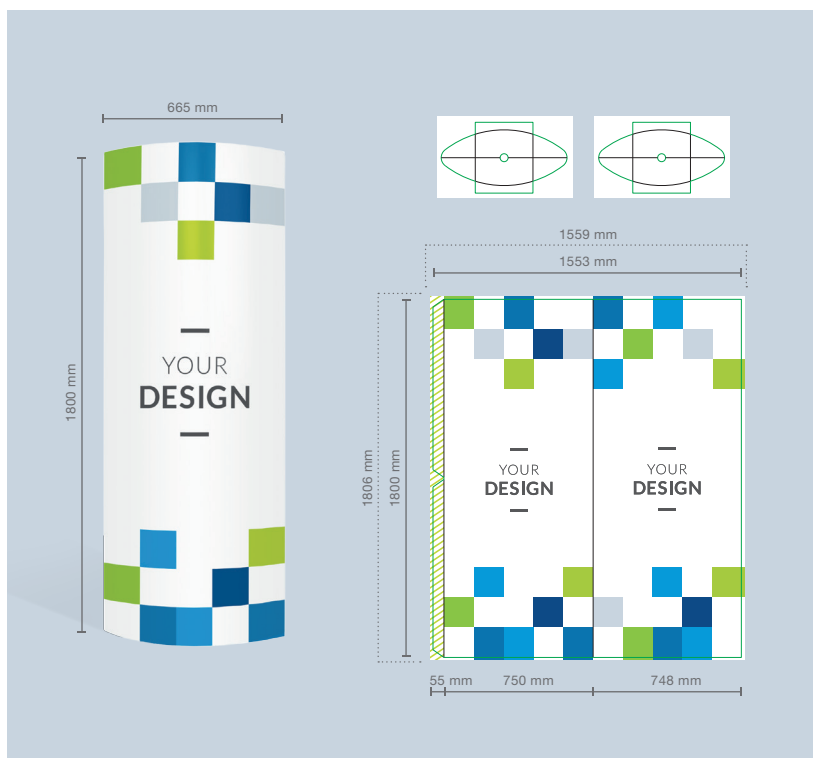 665 mm
1800 mm
YOUR
DESIGN
1559 mm
1553 mm
1806 mm
1800 mm
YOUR
DESIGN
YOUR
DESIGN
55 mm
750 mm
748 mm